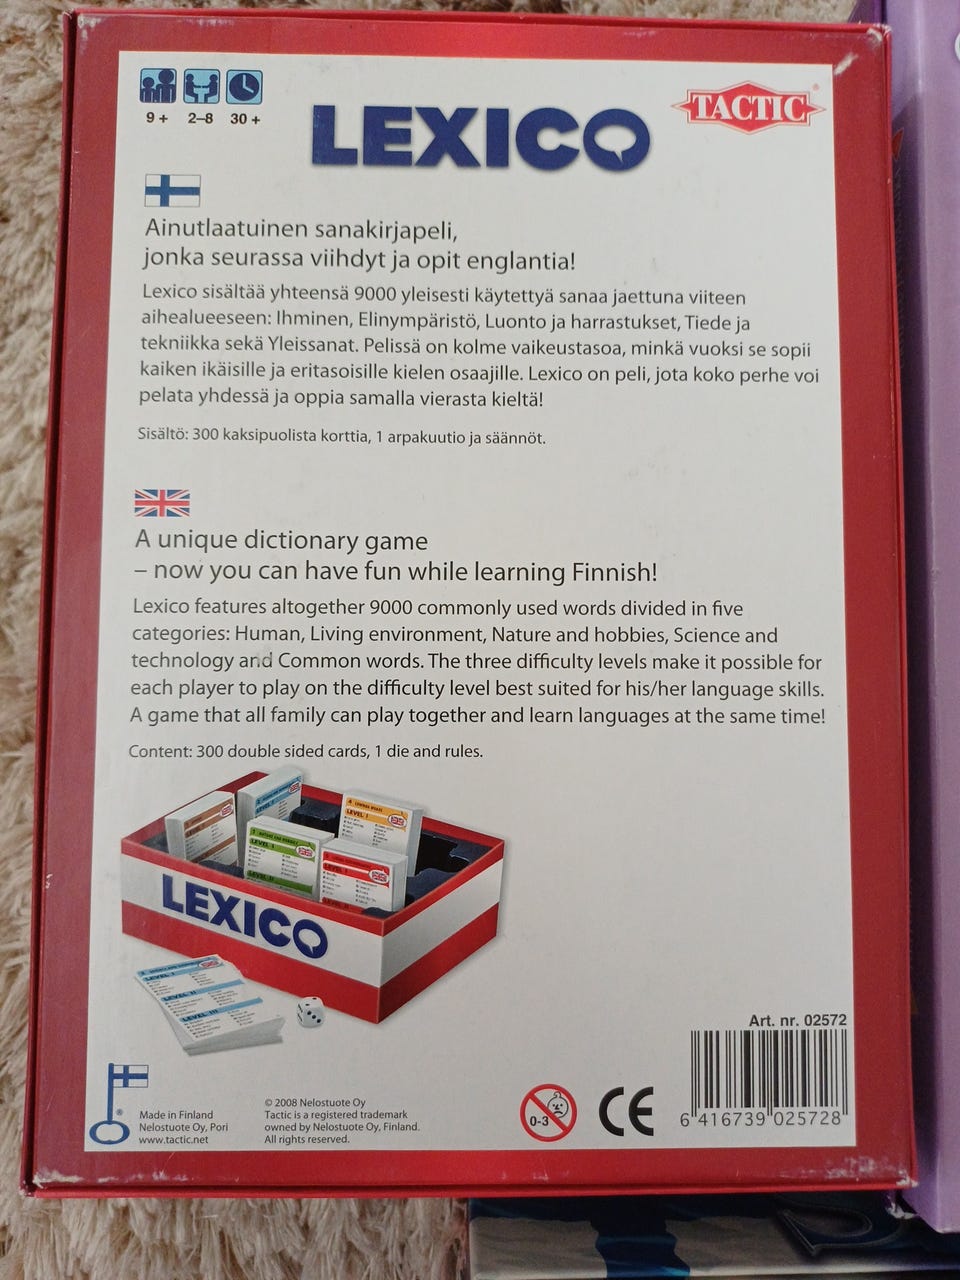 9+ 2–8 30+
LEXICO
TACTIC®
Ainutlaatuinen sanakirjapeli,
jonka seurassa viihdyt ja opit englantia!
Lexico sisältää yhteensä 9000 yleisesti käytettyä sanaa jaettuna viiteen
aihealueeseen: Ihminen, Elinympäristö, Luonto ja harrastukset, Tiede ja
tekniikka sekä Yleissanat. Pelissä on kolme vaikeustasoa, minkä vuoksi se sopii
kaiken ikäisille ja eritasoisille kielen osaajille. Lexico on peli, jota koko perhe voi
pelata yhdessä ja oppia samalla vierasta kieltä!
Sisältö: 300 kaksipuolista korttia, 1 arpakuutio ja säännöt.
A unique dictionary game
– now you can have fun while learning Finnish!
Lexico features altogether 9000 commonly used words divided in five
categories: Human, Living environment, Nature and hobbies, Science and
technology and Common words. The three difficulty levels make it possible for
each player to play on the difficulty level best suited for his/her language skills.
A game that all family can play together and learn languages at the same time!
Content: 300 double sided cards, 1 die and rules.
LEVEL I
LEVEL I
LEVEL I
LEVEL II
LEVEL I
LEXICO
LEVEL I
LEVEL II
LEVEL III
®
Made in Finland
Nelostuote Oy, Pori
www.tactic.net
© 2008 Nelostuote Oy
Tactic is a registered trademark
owned by Nelostuote Oy, Finland.
All rights reserved.
0-3
CE
Art. nr. 02572
6 416739 025728